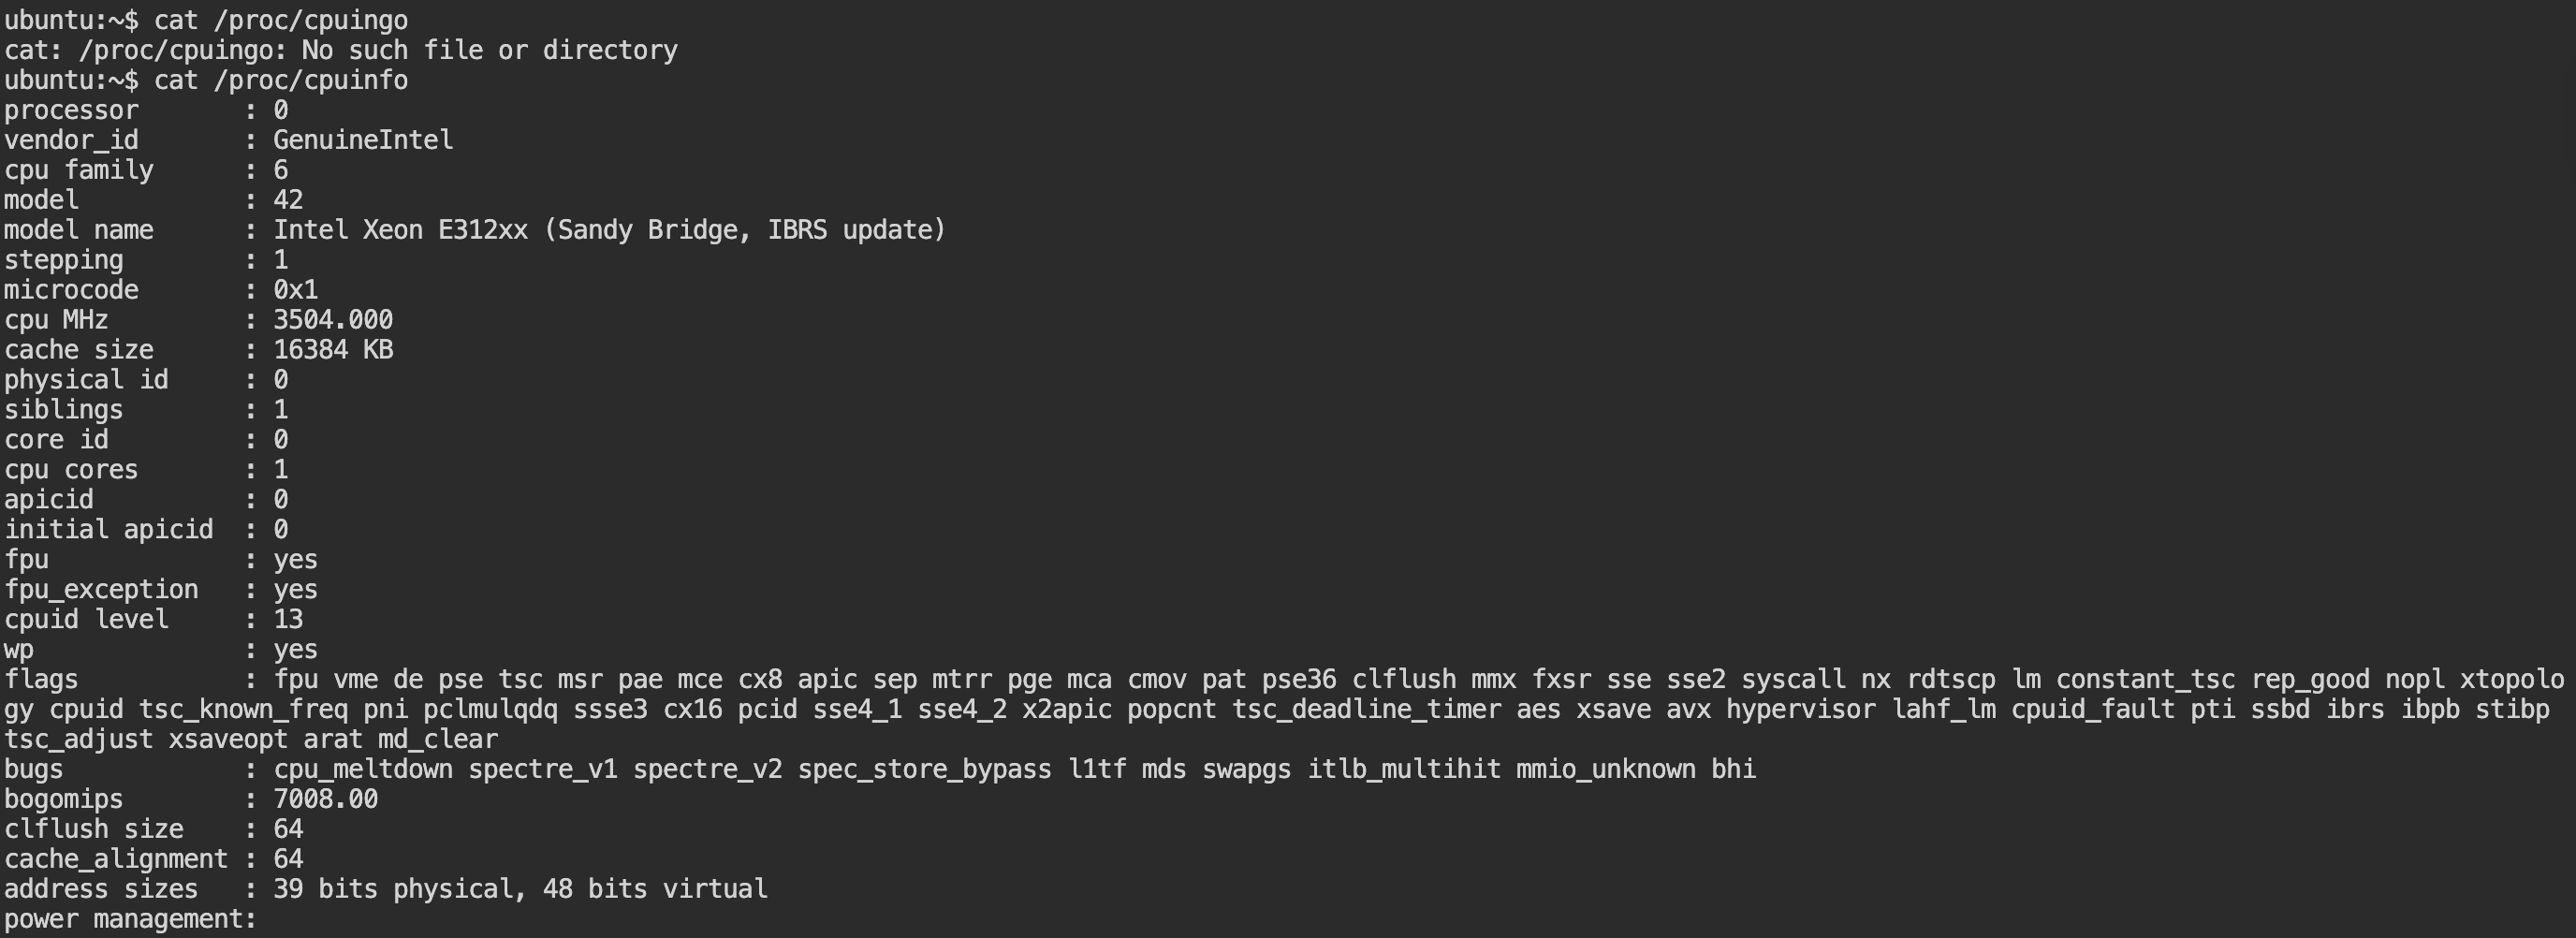 ubuntu:~$ cat /proc/cpuingo
cat: /proc/cpuingo: No such file or directory
ubuntu:~$ cat /proc/cpuinfo
processor       : 0
vendor_id       : GenuineIntel
cpu family      : 6
model           : 42
model name      : Intel Xeon E312xx (Sandy Bridge, IBRS update)
stepping        : 1
microcode       : 0x1
cpu MHz         : 3504.000
cache size      : 16384 KB
physical id     : 0
siblings        : 1
core id         : 0
cpu cores       : 1
apicid          : 0
initial apicid  : 0
fpu             : yes
fpu_exception   : yes
cpuid level     : 13
wp              : yes
flags           : fpu vme de pse tsc msr pae mce cx8 apic sep mtrr pge mca cmov pat pse36 clflush mmx fxsr sse sse2 syscall nx rdtscp lm constant_tsc rep_good nopl xtopolo
gy cpuid tsc_known_freq pni pclmulqdq ssse3 cx16 pcid sse4_1 sse4_2 x2apic popcnt tsc_deadline_timer aes xsave avx hypervisor lahf_lm cpuid_fault pti ssbd ibrs ibpb stibp
tsc_adjust xsaveopt arat md_clear
bugs            : cpu_meltdown spectre_v1 spectre_v2 spec_store_bypass l1tf mds swapgs itlb_multihit mmio_unknown bhi
bogomips        : 7008.00
clflush size    : 64
cache_alignment : 64
address sizes   : 39 bits physical, 48 bits virtual
power management: